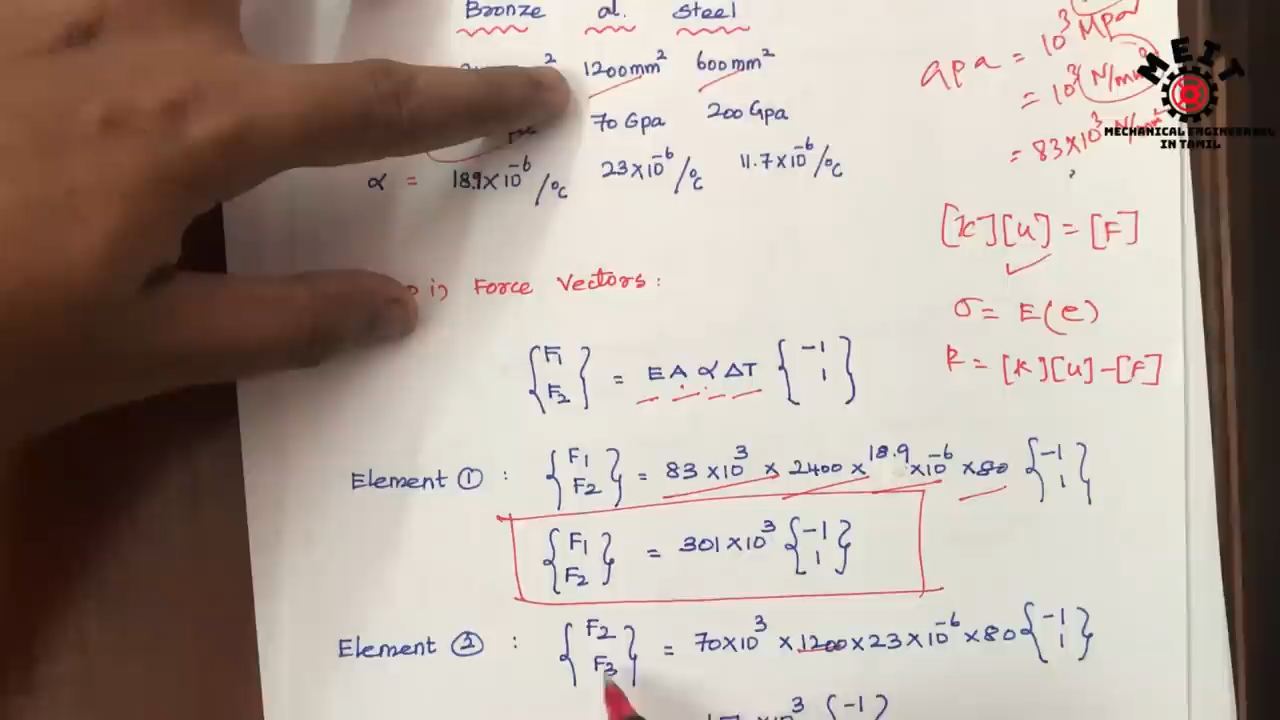 Bronze al. Steel
1200mm² 600mm²
70 Gpa 200 Gpa
α = 18.9×10⁻⁶/°C 23×10⁻⁶/°C 11.7×10⁻⁶/°C
Gpa = 10³ Mpa
= 10³ N/mm²
= 83×10³ N/mm²
MEIT
MECHANICAL ENGINEERING
IN TAMIL
[K][u] = [F]
σ = E(e)
R = [K][u]-[F]
Force Vectors:
{F1 F2} = EAαΔT {-1 1}
Element ①: {F1 F2} = 83×10³ × 2400 × 18.9×10⁻⁶ × 80 {-1 1}
{F1 F2} = 301×10³ {-1 1}
Element ②: {F2 F3} = 70×10³ × 1200×23×10⁻⁶×80 {-1 1}